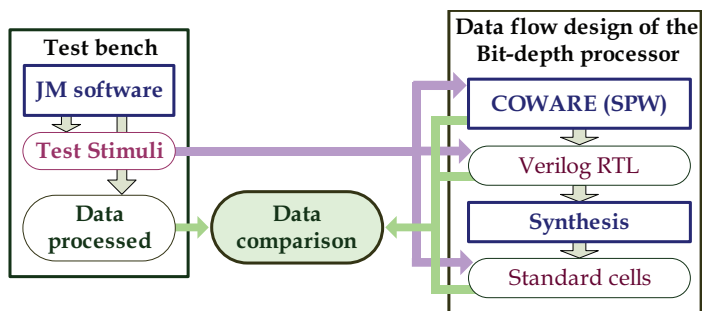 Test bench
JM software
Test Stimuli
Data
processed
Data
comparison
Data flow design of the
Bit-depth processor
COWARE (SPW)
Verilog RTL
Synthesis
Standard cells